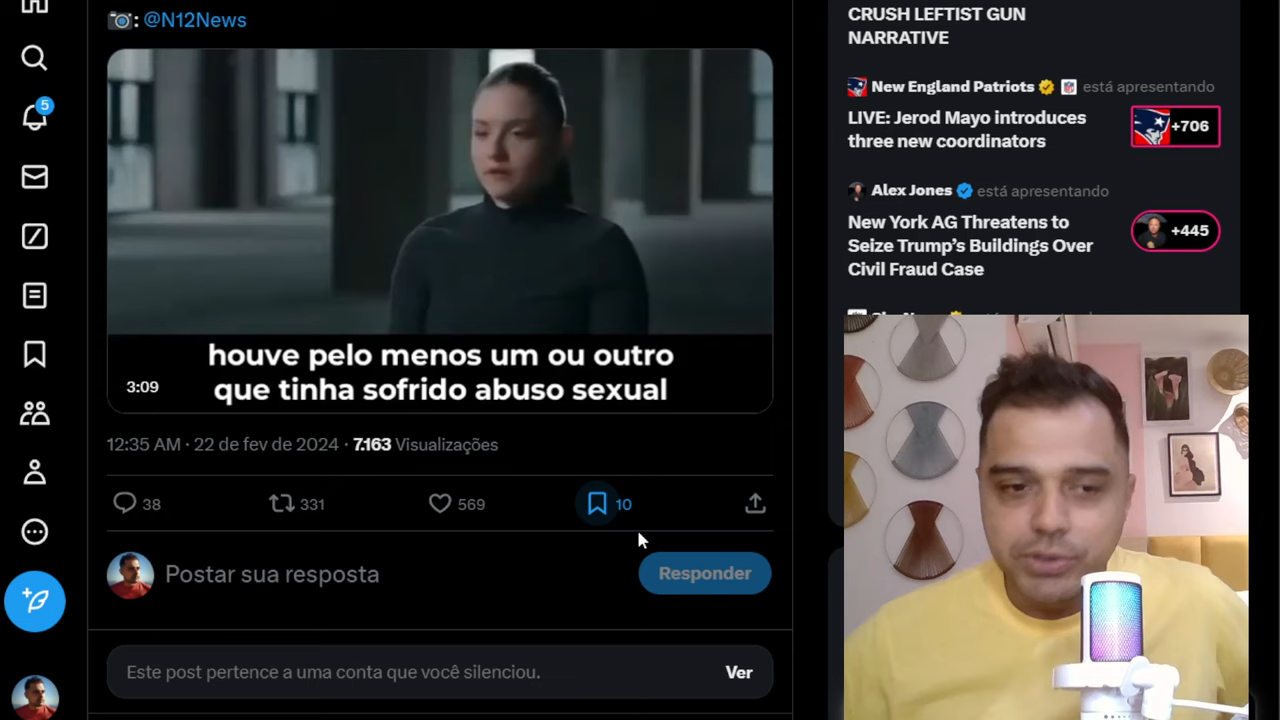 5
📷: @N12News
houve pelo menos um ou outro
que tinha sofrido abuso sexual
3:09
12:35 AM · 22 de fev de 2024 · 7.163 Visualizações
38 331 569 10
Postar sua resposta
Responder
Este post pertence a uma conta que você silenciou.
Ver
CRUSH LEFTIST GUN
NARRATIVE
New England Patriots está apresentando
LIVE: Jerod Mayo introduces
three new coordinators
+706
Alex Jones está apresentando
New York AG Threatens to
Seize Trump's Buildings Over
Civil Fraud Case
+445